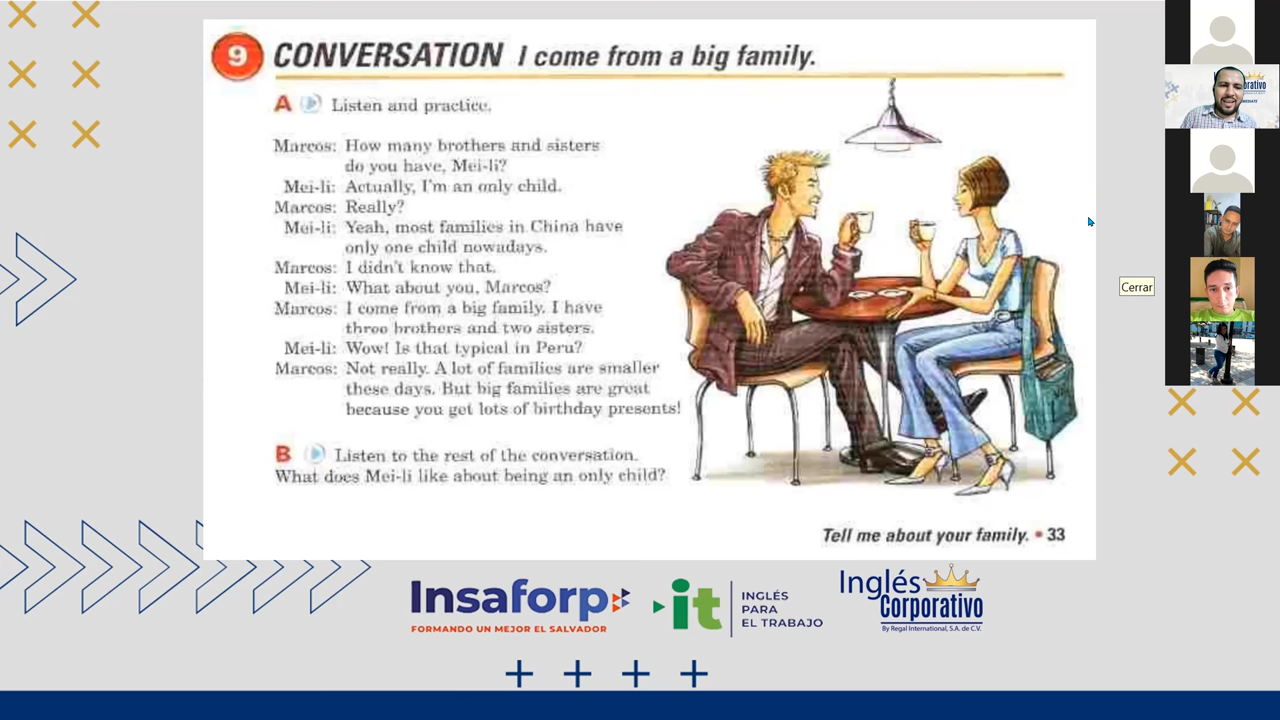 9 CONVERSATION I come from a big family.
A Listen and practice.
Marcos: How many brothers and sisters
do you have, Mei-li?
Mei-li: Actually, I'm an only child.
Marcos: Really?
Mei-li: Yeah, most families in China have
only one child nowadays.
Marcos: I didn't know that.
Mei-li: What about you, Marcos?
Marcos: I come from a big family. I have
three brothers and two sisters.
Mei-li: Wow! Is that typical in Peru?
Marcos: Not really. A lot of families are smaller
these days. But big families are great
because you get lots of birthday presents!
B Listen to the rest of the conversation.
What does Mei-li like about being an only child?
Tell me about your family. • 33
Cerrar
Insaforp
FORMANDO UN MEJOR EL SALVADOR
it
INGLÉS
PARA
EL TRABAJO
Inglés
Corporativo
By Regal International, S.A. de C.V.